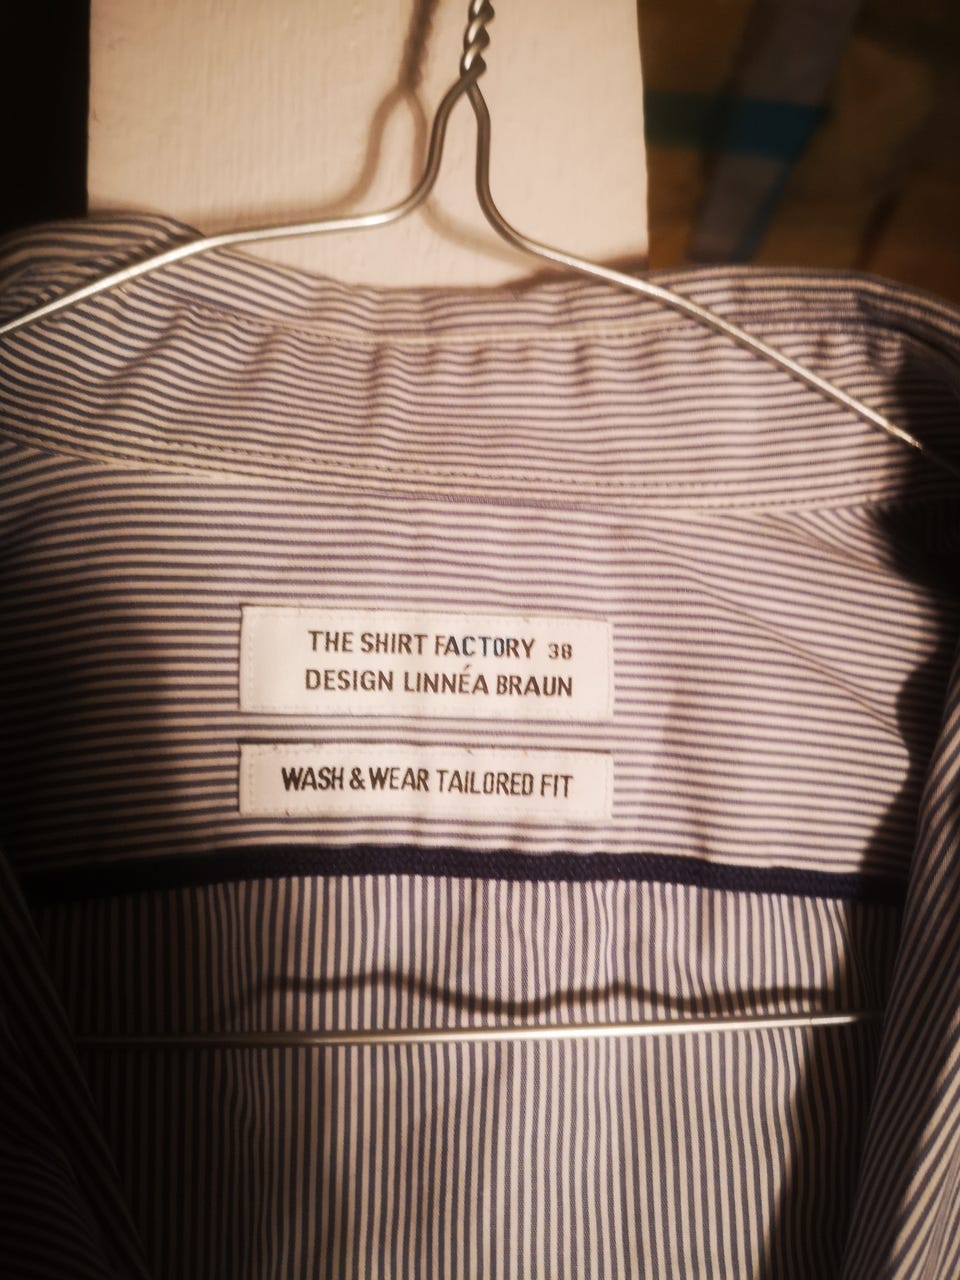 THE SHIRT FACTORY 38
DESIGN LINNÉA BRAUN
WASH & WEAR TAILORED FIT